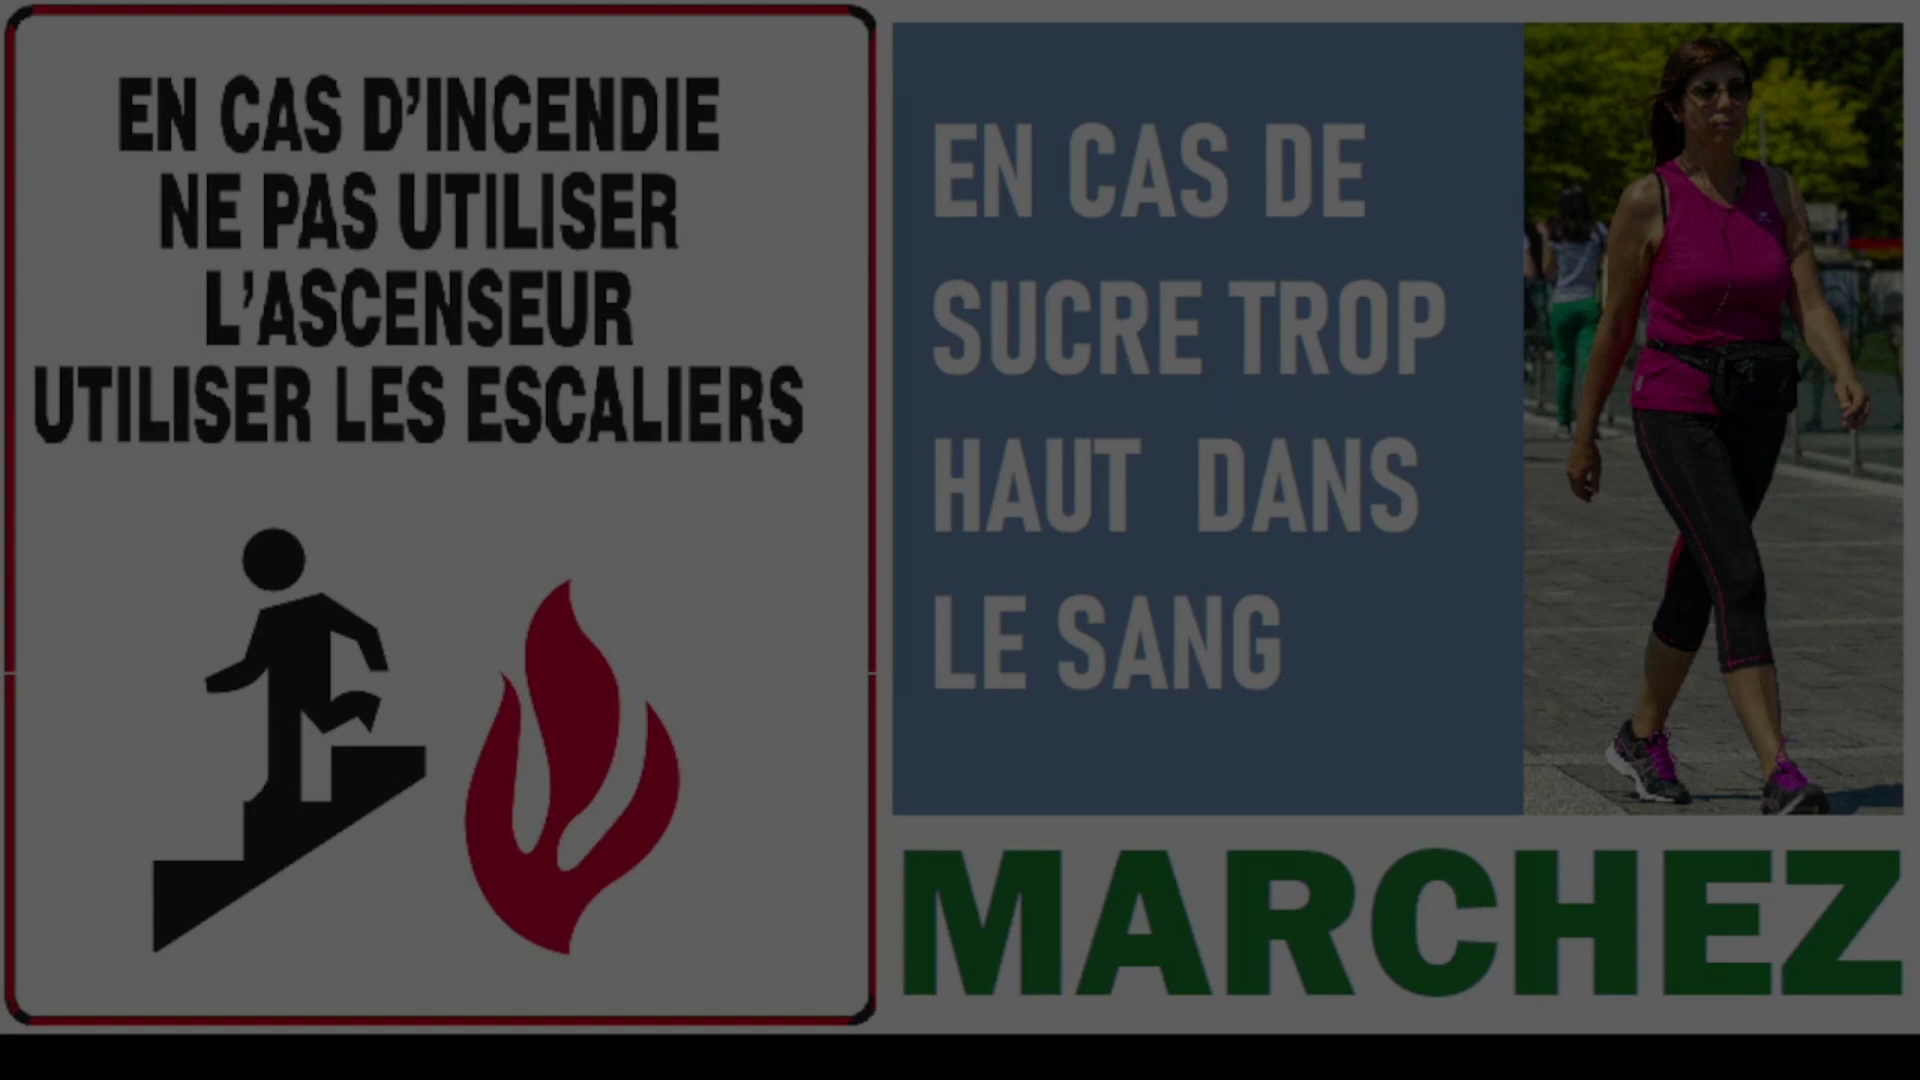 EN CAS D'INCENDIE
NE PAS UTILISER
L'ASCENSEUR
UTILISER LES ESCALIERS
EN CAS DE
SUCRE TROP
HAUT DANS
LE SANG
MARCHEZ